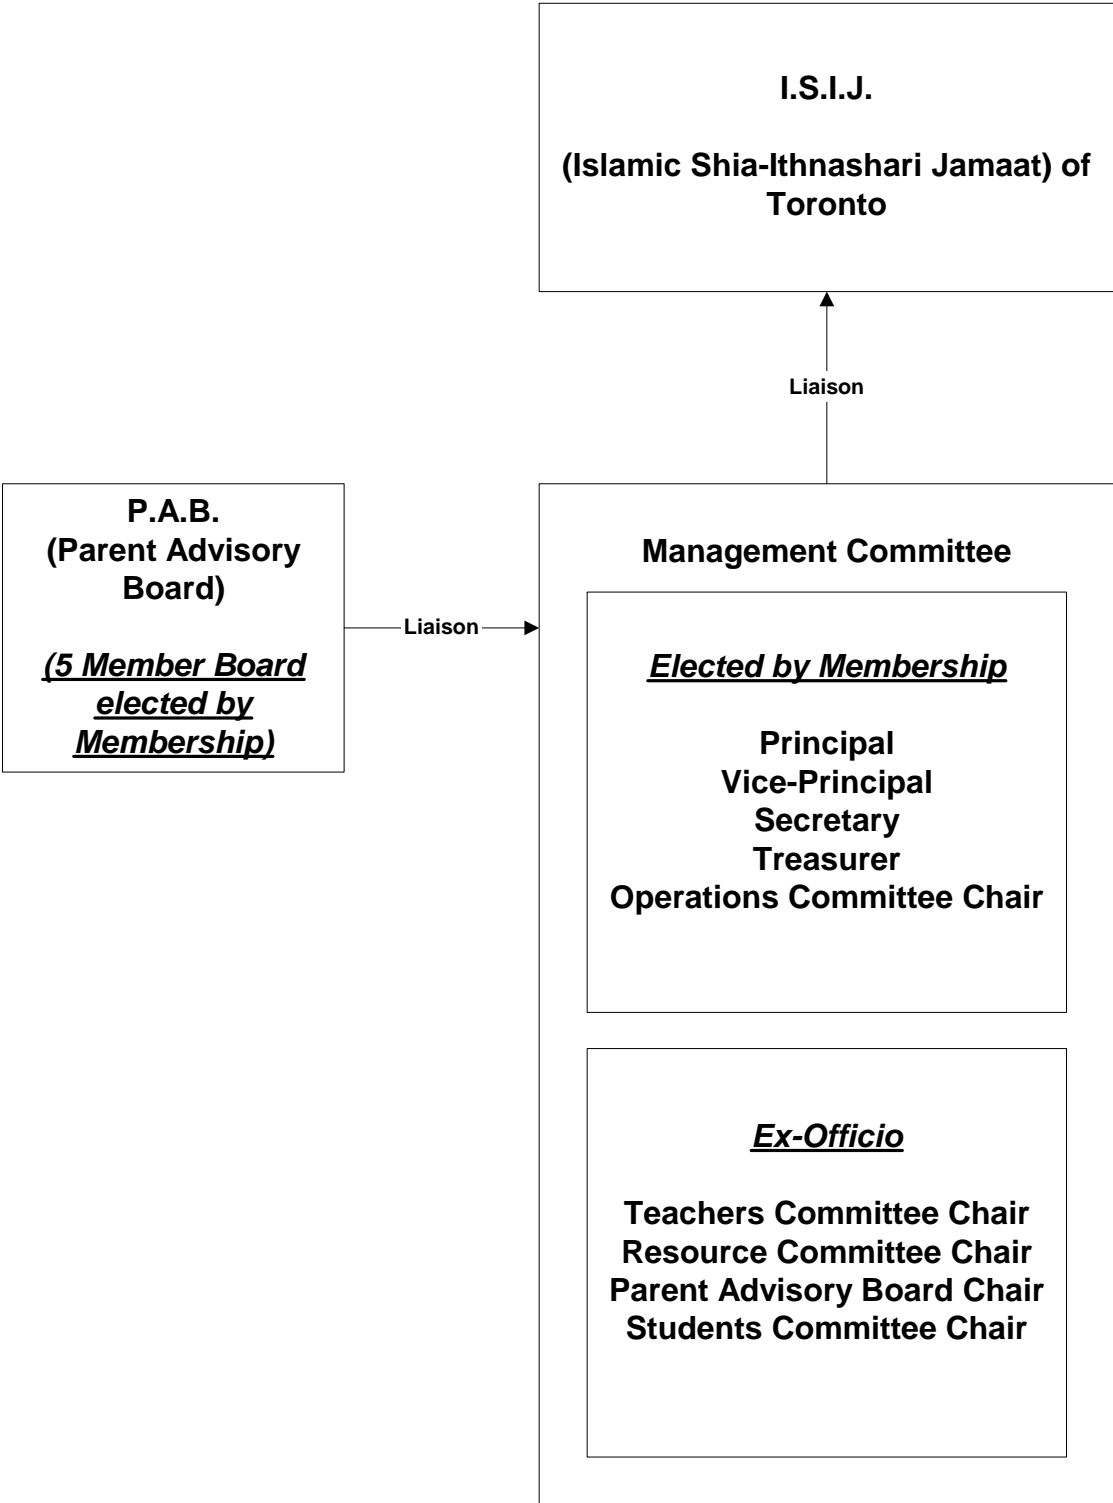 I.S.I.J.
(Islamic Shia-Ithnashari Jamaat) of
Toronto
Liaison
P.A.B.
(Parent Advisory
Board)
(5 Member Board
elected by
Membership)
Liaison
Management Committee
Elected by Membership
Principal
Vice-Principal
Secretary
Treasurer
Operations Committee Chair
Ex-Officio
Teachers Committee Chair
Resource Committee Chair
Parent Advisory Board Chair
Students Committee Chair